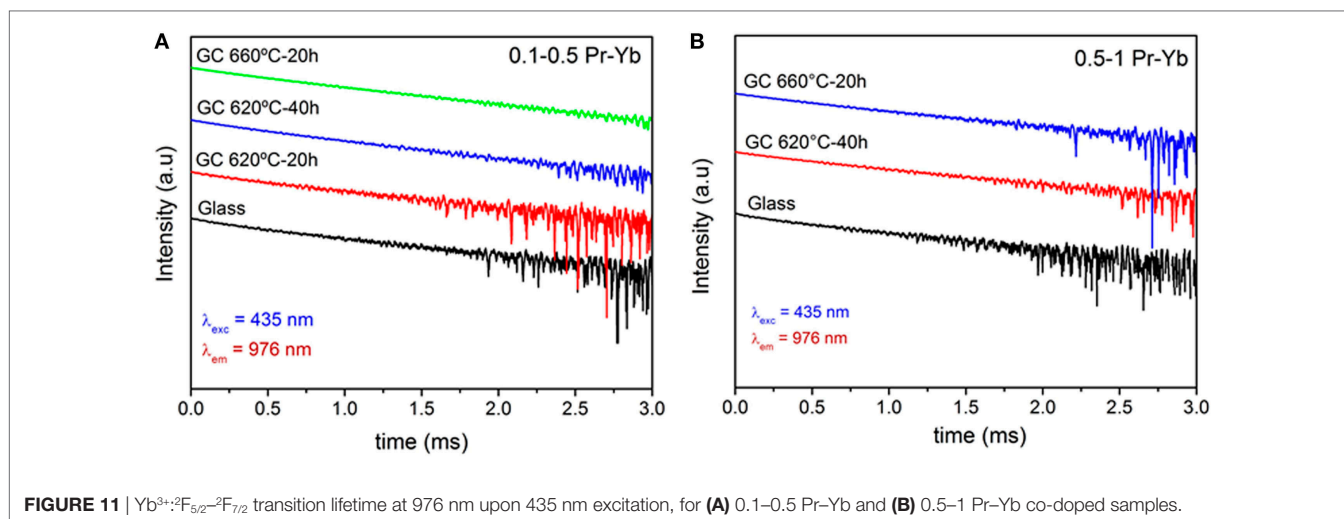 A
0.1-0.5 Pr-Yb
GC 660ºC-20h
GC 620ºC-40h
GC 620ºC-20h
Glass
λexc = 435 nm
λem = 976 nm
Intensity (a.u)
0.0 0.5 1.0 1.5 2.0 2.5 3.0
time (ms)
B
0.5-1 Pr-Yb
GC 660°C-20h
GC 620°C-40h
Glass
λexc = 435 nm
λem = 976 nm
Intensity (a.u)
0.0 0.5 1.0 1.5 2.0 2.5 3.0
time (ms)
FIGURE 11 | Yb³⁺:²F5/2–²F7/2 transition lifetime at 976 nm upon 435 nm excitation, for (A) 0.1–0.5 Pr–Yb and (B) 0.5–1 Pr–Yb co-doped samples.